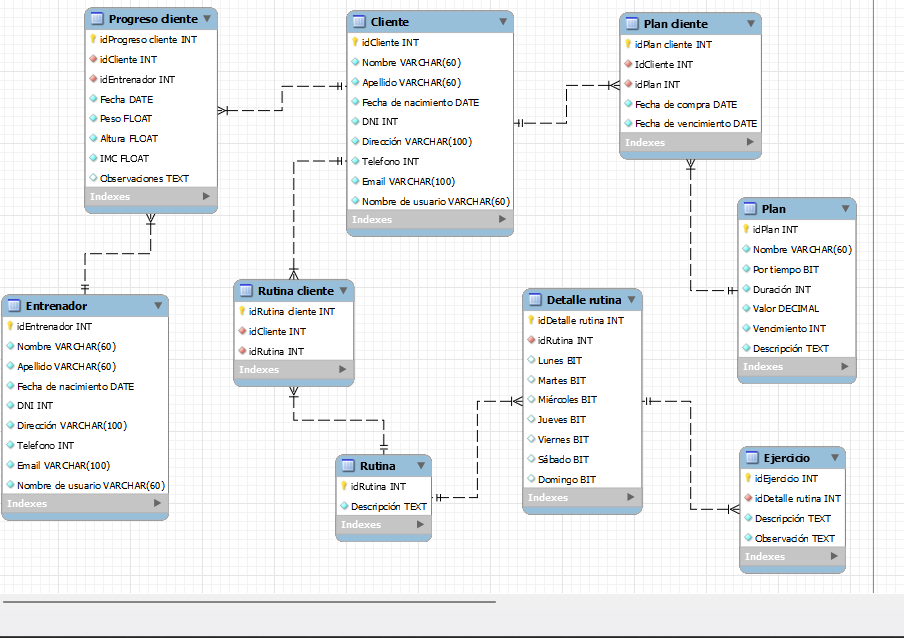 Progreso cliente
idProgreso cliente INT
idCliente INT
idEntrenador INT
Fecha DATE
Peso FLOAT
Altura FLOAT
IMC FLOAT
Observaciones TEXT
Indexes
Cliente
idCliente INT
Nombre VARCHAR(60)
Apellido VARCHAR(60)
Fecha de nacimiento DATE
DNI INT
Dirección VARCHAR(100)
Telefono INT
Email VARCHAR(100)
Nombre de usuario VARCHAR(60)
Indexes
Plan cliente
idPlan cliente INT
IdCliente INT
idPlan INT
Fecha de compra DATE
Fecha de vencimiento DATE
Indexes
Plan
idPlan INT
Nombre VARCHAR(60)
Por tiempo BIT
Duración INT
Valor DECIMAL
Vencimiento INT
Descripción TEXT
Indexes
Entrenador
idEntrenador INT
Nombre VARCHAR(60)
Apellido VARCHAR(60)
Fecha de nacimiento DATE
DNI INT
Dirección VARCHAR(100)
Telefono INT
Email VARCHAR(100)
Nombre de usuario VARCHAR(60)
Indexes
Rutina cliente
idRutina cliente INT
idCliente INT
idRutina INT
Indexes
Detalle rutina
idDetalle rutina INT
idRutina INT
Lunes BIT
Martes BIT
Miércoles BIT
Jueves BIT
Viernes BIT
Sábado BIT
Domingo BIT
Indexes
Rutina
idRutina INT
Descripción TEXT
Indexes
Ejercicio
idEjercicio INT
idDetalle rutina INT
Descripción TEXT
Observación TEXT
Indexes